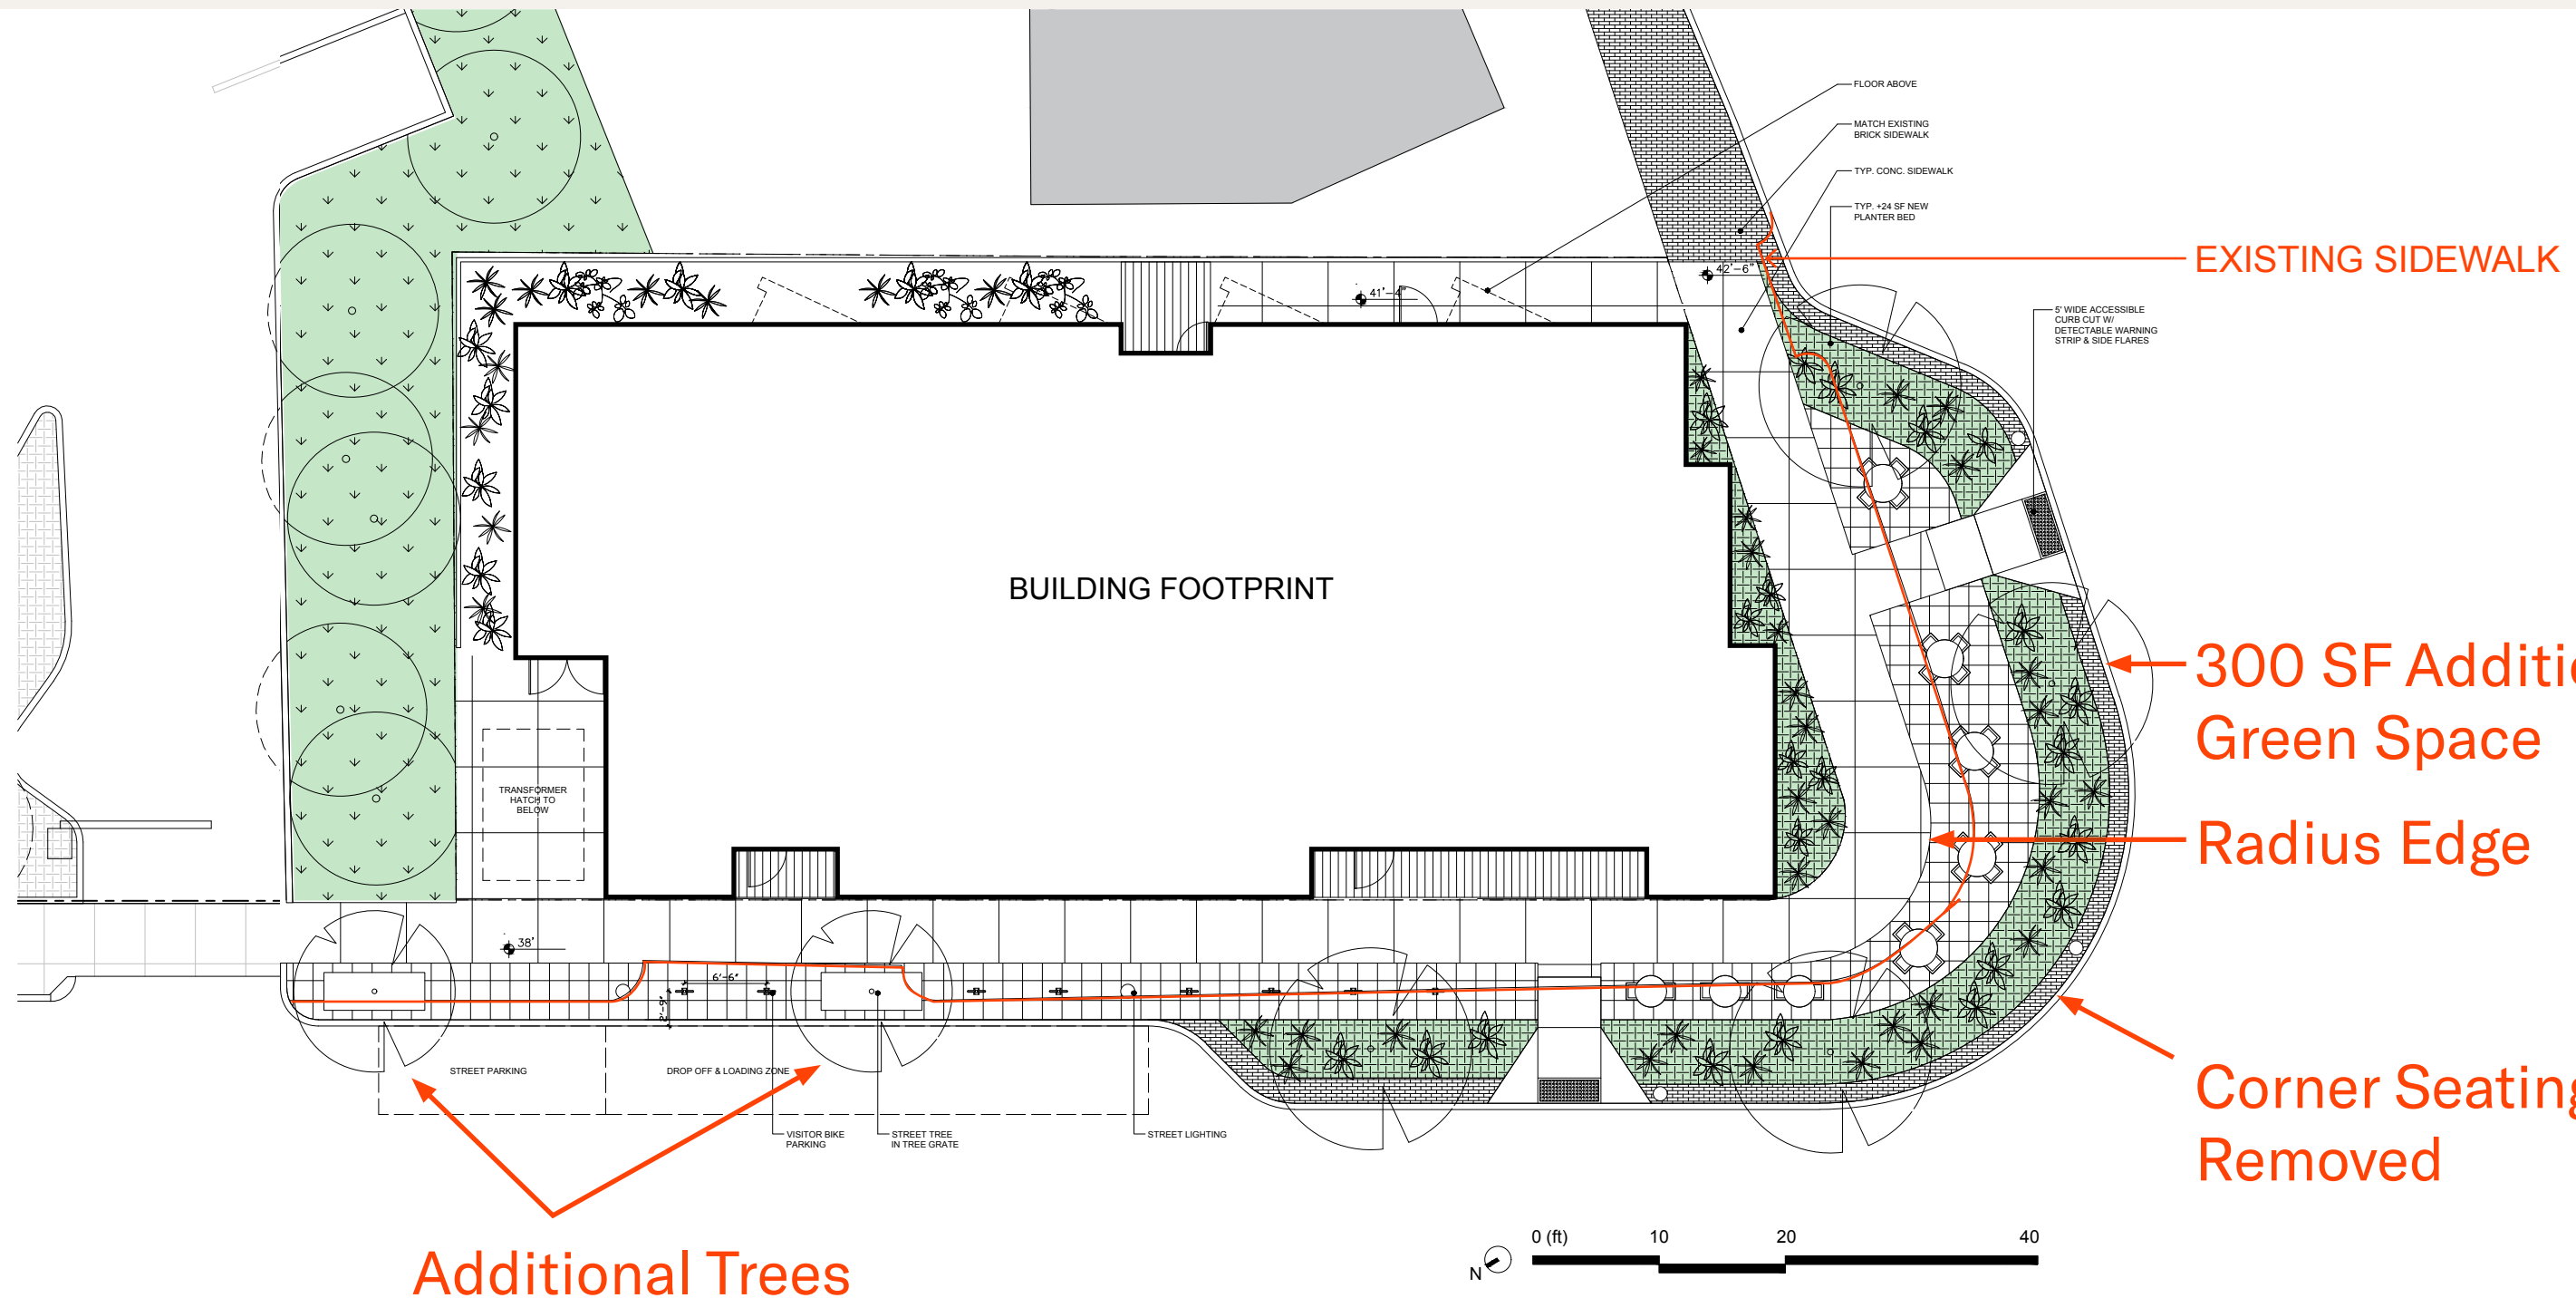 FLOOR ABOVE
MATCH EXISTING
BRICK SIDEWALK
TYP. CONC. SIDEWALK
TYP. +24 SF NEW
PLANTER BED
EXISTING SIDEWALK
42'-6"
41'-4"
5' WIDE ACCESSIBLE
CURB CUT W/
DETECTABLE WARNING
STRIP & SIDE FLARES
BUILDING FOOTPRINT
300 SF Additi
Green Space
TRANSFORMER
HATCH TO
BELOW
Radius Edge
38'
6'-6"
2'-9"
STREET PARKING
DROP OFF & LOADING ZONE
Corner Seating
Removed
VISITOR BIKE
PARKING
STREET TREE
IN TREE GRATE
STREET LIGHTING
Additional Trees
N
0 (ft) 10 20 40